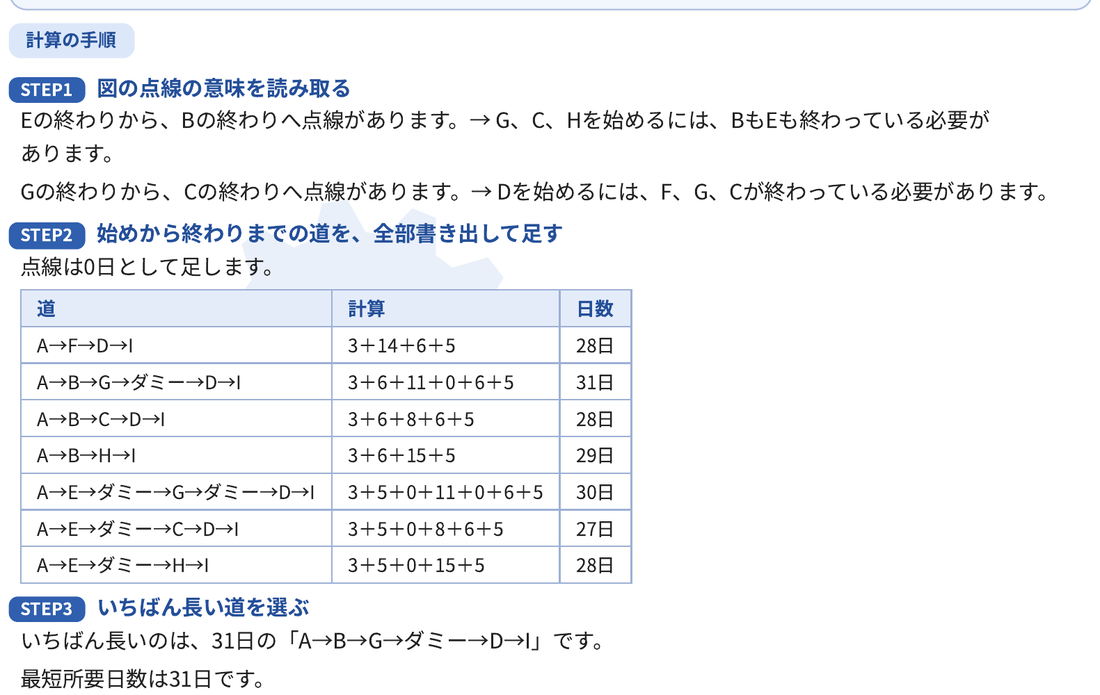 計算の手順
STEP1 図の点線の意味を読み取る
Eの終わりから、Bの終わりへ点線があります。→ G、C、Hを始めるには、BもEも終わっている必要が
あります。
Gの終わりから、Cの終わりへ点線があります。→ Dを始めるには、F、G、Cが終わっている必要があります。
STEP2 始めから終わりまでの道を、全部書き出して足す
点線は0日として足します。
道 計算 日数
A→F→D→I 3+14+6+5 28日
A→B→G→ダミー→D→I 3+6+11+0+6+5 31日
A→B→C→D→I 3+6+8+6+5 28日
A→B→H→I 3+6+15+5 29日
A→E→ダミー→G→ダミー→D→I 3+5+0+11+0+6+5 30日
A→E→ダミー→C→D→I 3+5+0+8+6+5 27日
A→E→ダミー→H→I 3+5+0+15+5 28日
STEP3 いちばん長い道を選ぶ
いちばん長いのは、31日の「A→B→G→ダミー→D→I」です。
最短所要日数は31日です。